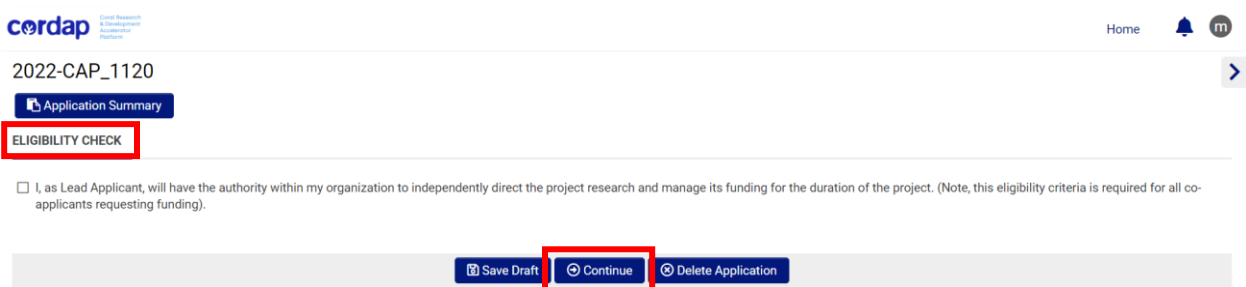 cordap
Coral Research
& Development
Accelerator
Platform
Home
m
2022-CAP_1120
Application Summary
ELIGIBILITY CHECK
I, as Lead Applicant, will have the authority within my organization to independently direct the project research and manage its funding for the duration of the project. (Note, this eligibility criteria is required for all co-
applicants requesting funding).
Save Draft
Continue
Delete Application